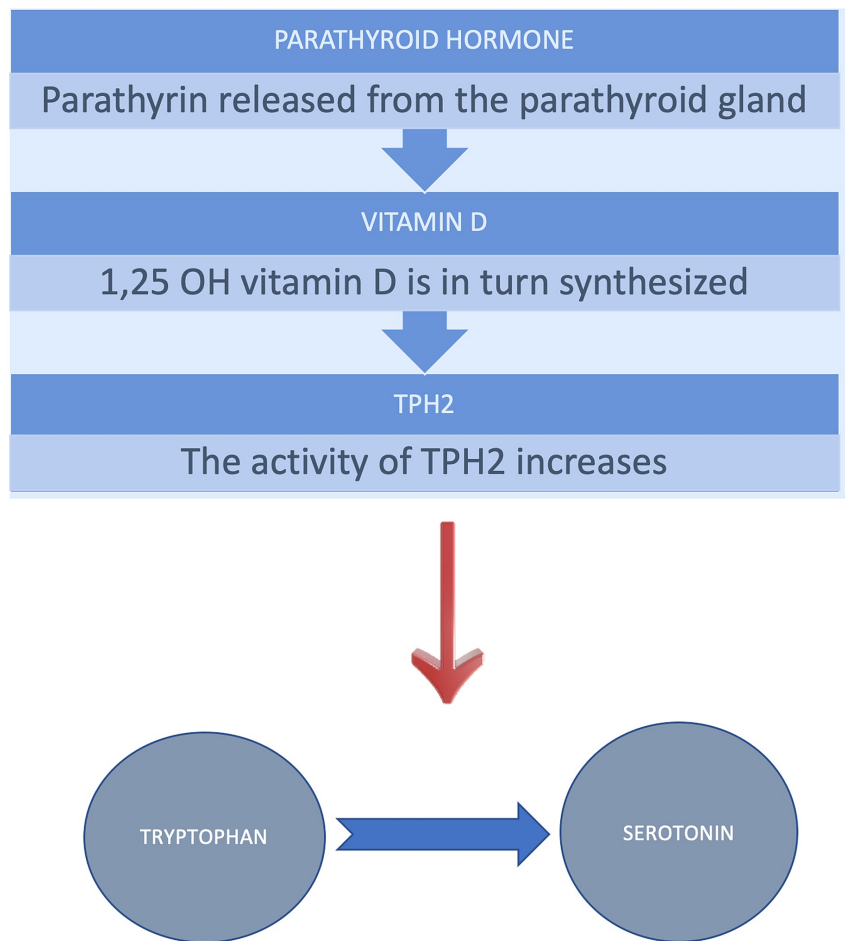 PARATHYROID HORMONE
Parathyrin released from the parathyroid gland
VITAMIN D
1,25 OH vitamin D is in turn synthesized
TPH2
The activity of TPH2 increases
TRYPTOPHAN
SEROTONIN